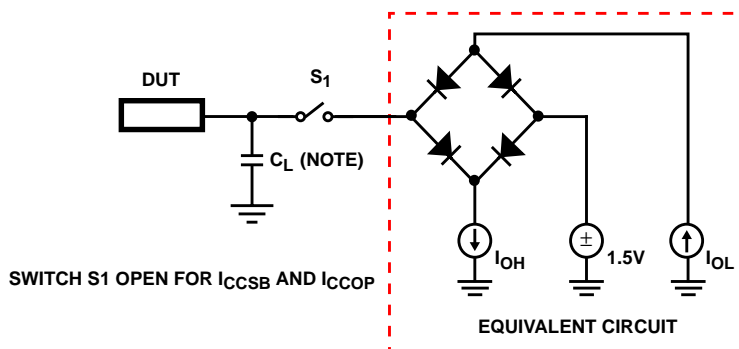 DUT
S1
CL (NOTE)
IOH
±
1.5V
IOL
SWITCH S1 OPEN FOR ICCSB AND ICCOP
EQUIVALENT CIRCUIT